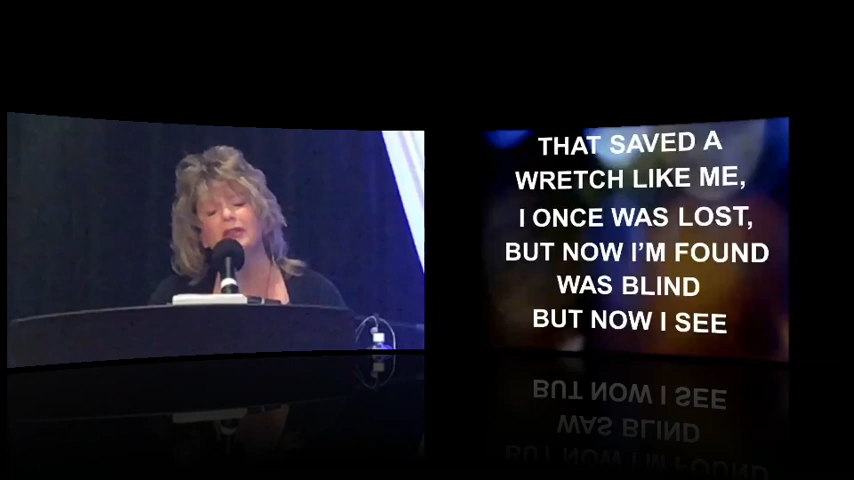 THAT SAVED A
WRETCH LIKE ME,
I ONCE WAS LOST,
BUT NOW I'M FOUND
WAS BLIND
BUT NOW I SEE